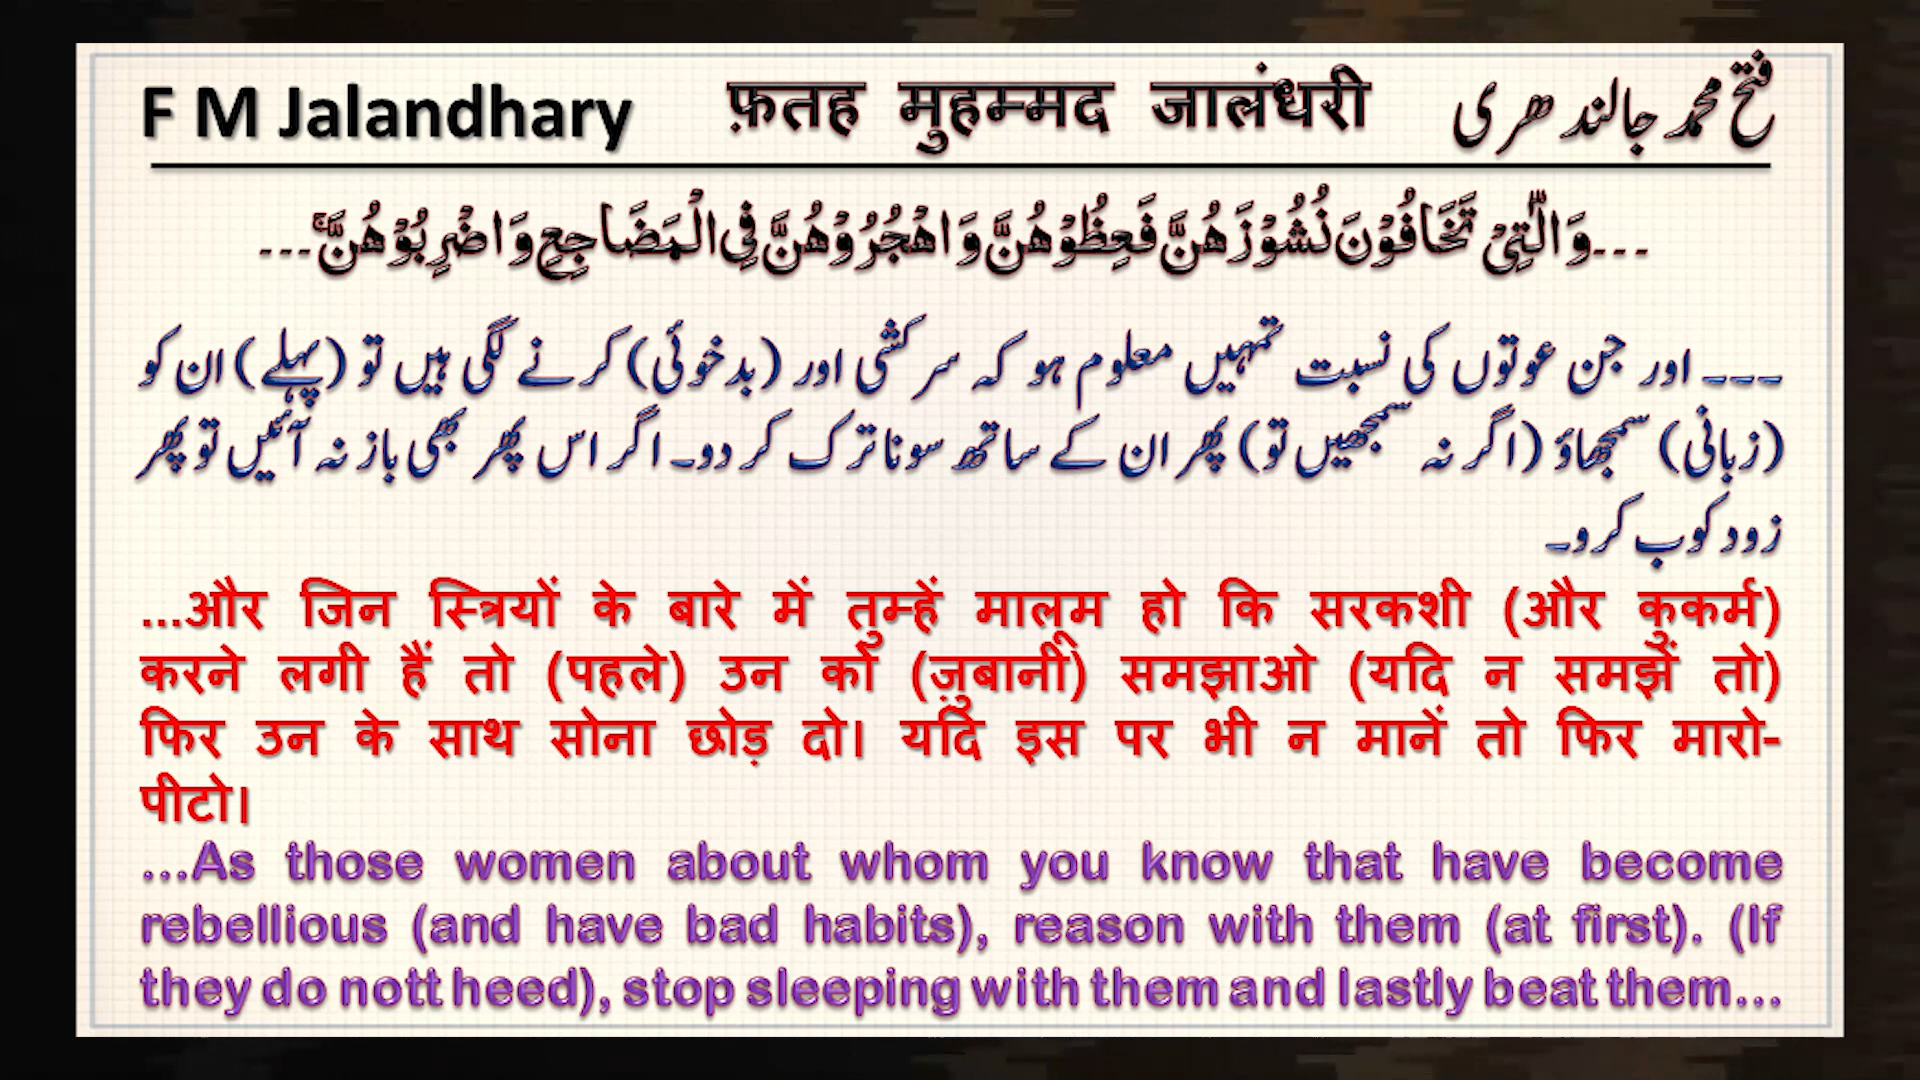 F M Jalandhary फ़तह मुहम्मद जालंधरी فتح محمد جالندھری
---وَالّٰتِیْ تَخَافُوْنَ نُشُوْزَهُنَّ فَعِظُوْهُنَّ وَاهْجُرُوْهُنَّ فِی الْمَضَاجِعِ وَاضْرِبُوْهُنَّ ۚ---
--- اور جن عوتوں کی نسبت تمہیں معلوم ہو کہ سرکشی اور (بدخوئی) کرنے لگی ہیں تو (پہلے) ان کو
(زبانی) سمجھاؤ (اگر نہ سمجھیں تو) پھر ان کے ساتھ سونا ترک کر دو۔ اگر اس پھر بھی باز نہ آئیں تو پھر
زود کوب کرو۔
...और जिन स्त्रियों के बारे में तुम्हें मालूम हो कि सरकशी (और कुकर्म)
करने लगी हैं तो (पहले) उन को (ज़ुबानी) समझाओ (यदि न समझें तो)
फिर उन के साथ सोना छोड़ दो। यदि इस पर भी न मानें तो फिर मारो-
पीटो।
...As those women about whom you know that have become
rebellious (and have bad habits), reason with them (at first). (If
they do nott heed), stop sleeping with them and lastly beat them...